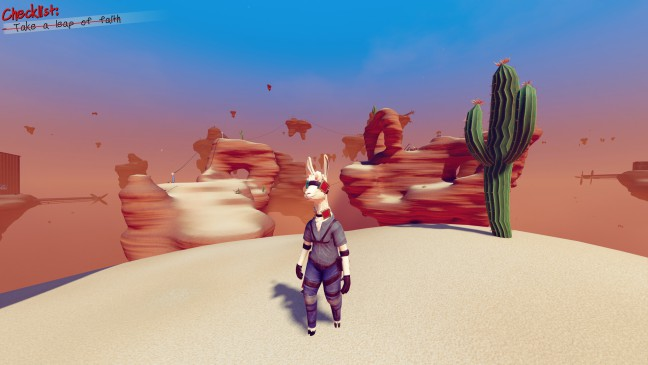 Checklist:
- Take a leap of faith